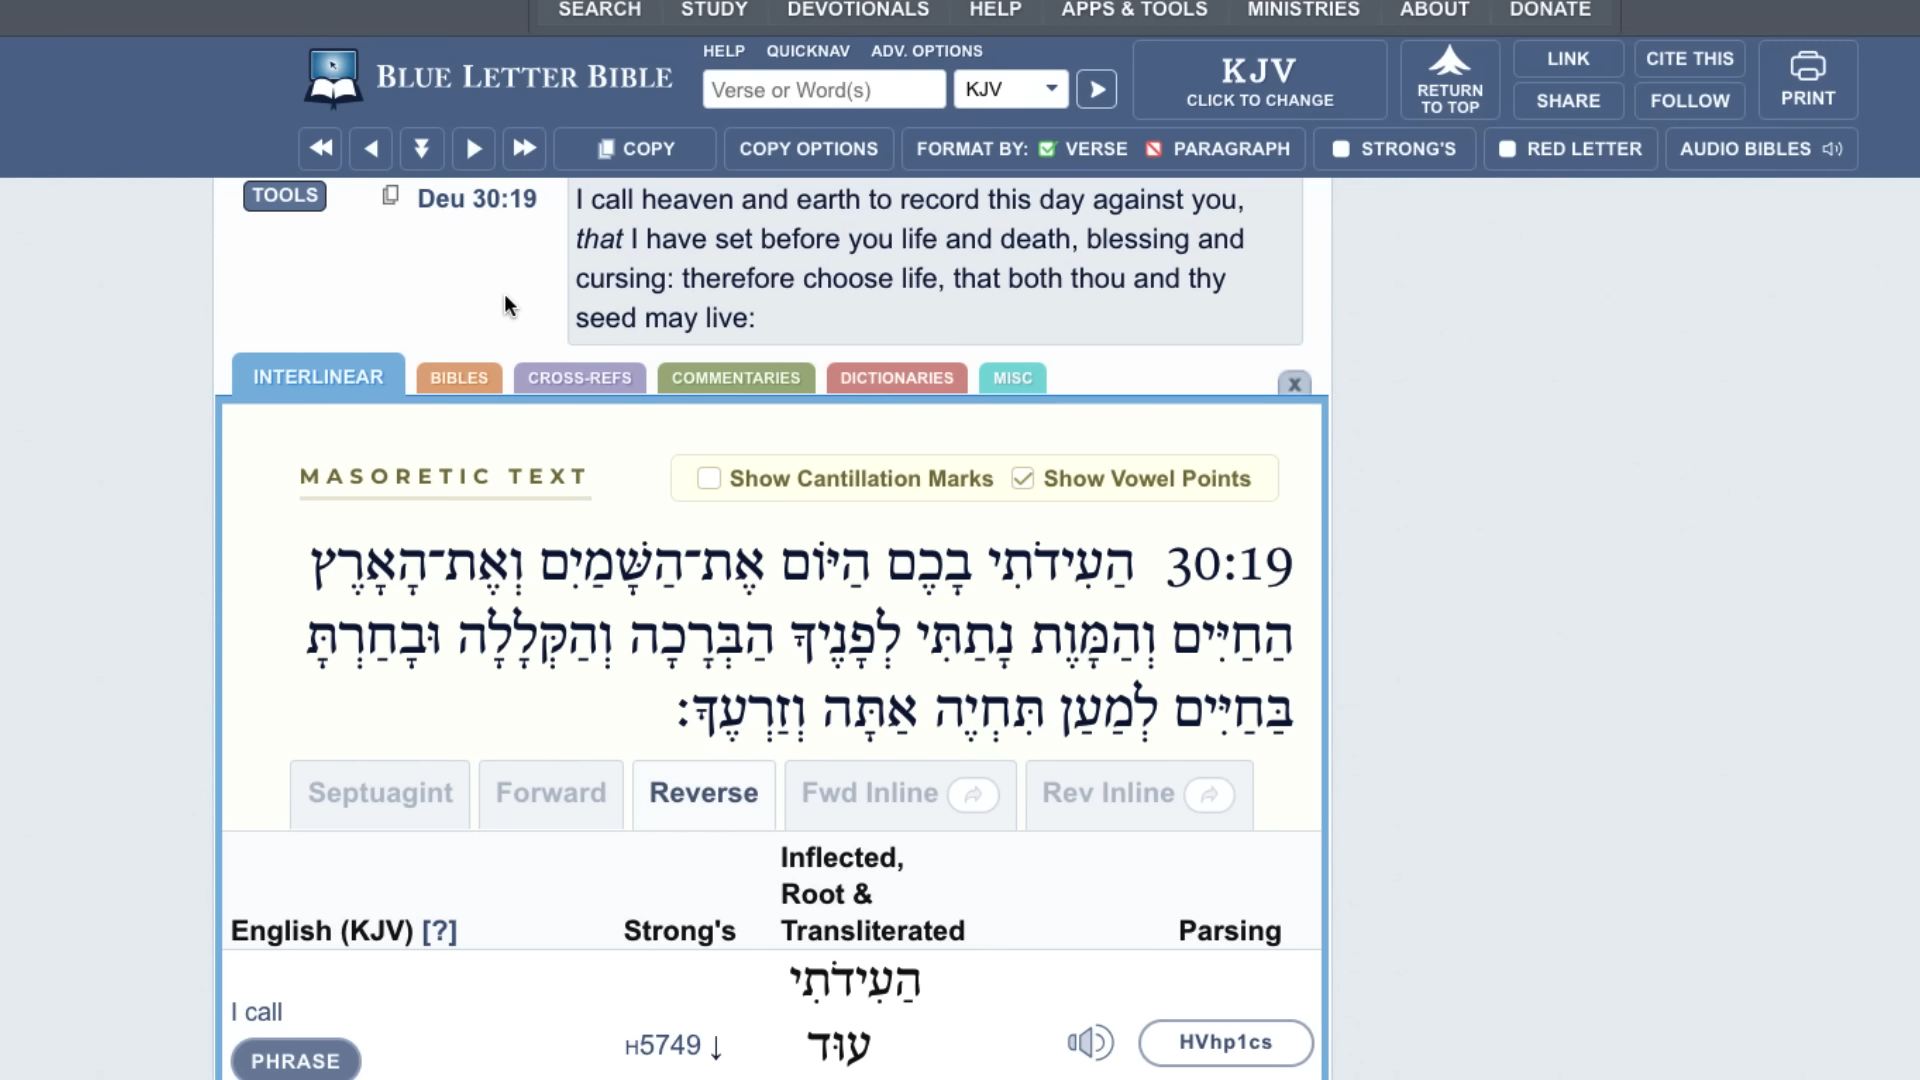 SEARCH STUDY DEVOTIONALS HELP APPS & TOOLS MINISTRIES ABOUT DONATE
BLUE LETTER BIBLE
HELP QUICKNAV ADV. OPTIONS
Verse or Word(s) KJV
KJV
CLICK TO CHANGE
RETURN
TO TOP
LINK CITE THIS
SHARE FOLLOW
PRINT
COPY COPY OPTIONS FORMAT BY: VERSE PARAGRAPH STRONG'S RED LETTER AUDIO BIBLES
TOOLS Deu 30:19 I call heaven and earth to record this day against you,
that I have set before you life and death, blessing and
cursing: therefore choose life, that both thou and thy
seed may live:
INTERLINEAR BIBLES CROSS-REFS COMMENTARIES DICTIONARIES MISC X
MASORETIC TEXT Show Cantillation Marks Show Vowel Points
30:19 הַעִידֹתִי בָכֶם הַיּוֹם אֶת־הַשָּׁמַיִם וְאֶת־הָאָרֶץ
הַחַיִּים וְהַמָּוֶת נָתַתִּי לְפָנֶיךָ הַבְּרָכָה וְהַקְּלָלָה וּבָחַרְתָּ
בַּחַיִּים לְמַעַן תִּחְיֶה אַתָּה וְזַרְעֶךָ׃
Septuagint Forward Reverse Fwd Inline Rev Inline
English (KJV) [?] Strong's Inflected,
Root &
Transliterated Parsing
I call
PHRASE
H5749 ↓
הַעִידֹתִי
עוּד
HVhp1cs